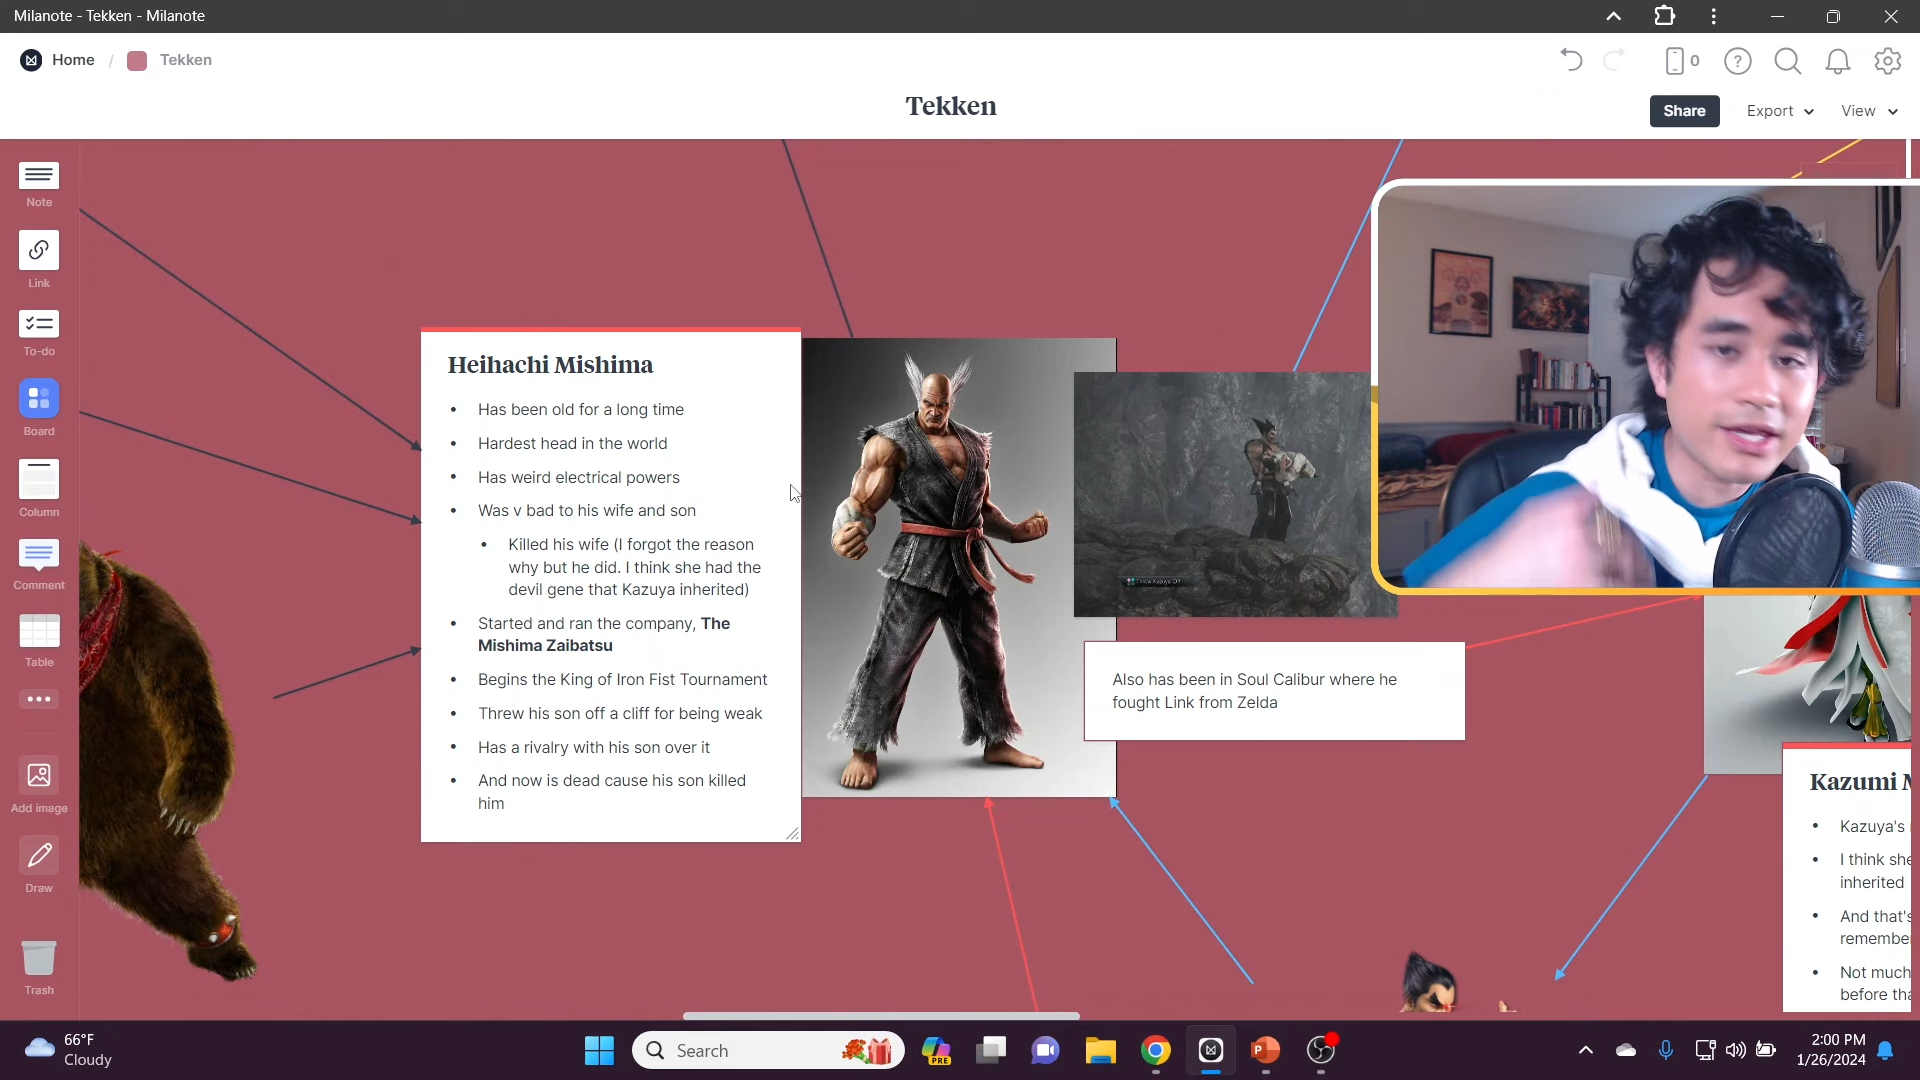 Milanote - Tekken - Milanote
Home / Tekken
0
Tekken
Share
Export
View
Note
Link
To-do
Board
Column
Comment
Table
Add image
Draw
Trash
Heihachi Mishima
• Has been old for a long time
• Hardest head in the world
• Has weird electrical powers
• Was v bad to his wife and son
• Killed his wife (I forgot the reason
why but he did. I think she had the
devil gene that Kazuya inherited)
• Started and ran the company, The
Mishima Zaibatsu
• Begins the King of Iron Fist Tournament
• Threw his son off a cliff for being weak
• Has a rivalry with his son over it
• And now is dead cause his son killed
him
Throw Kazuya Off
Also has been in Soul Calibur where he
fought Link from Zelda
Kazumi
• Kazuya's
• I think she
inherited
• And that's
• Not much
before
66°F
Cloudy
Search
PRE
2:00 PM
1/26/2024